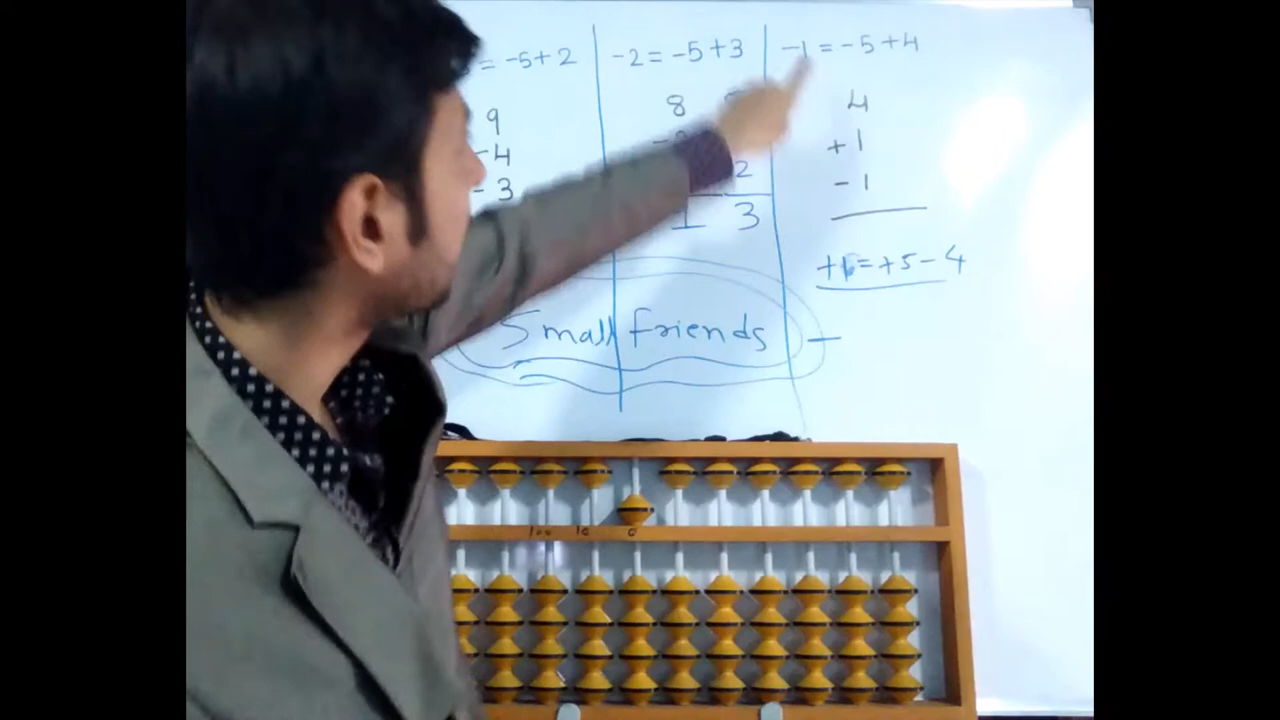 = -5+2
9
-4
- 3
-2 = -5+3
8
2
1 3
-1 = -5+4
4
+1
-1
+1 = +5-4
Small friends -
100 10 0